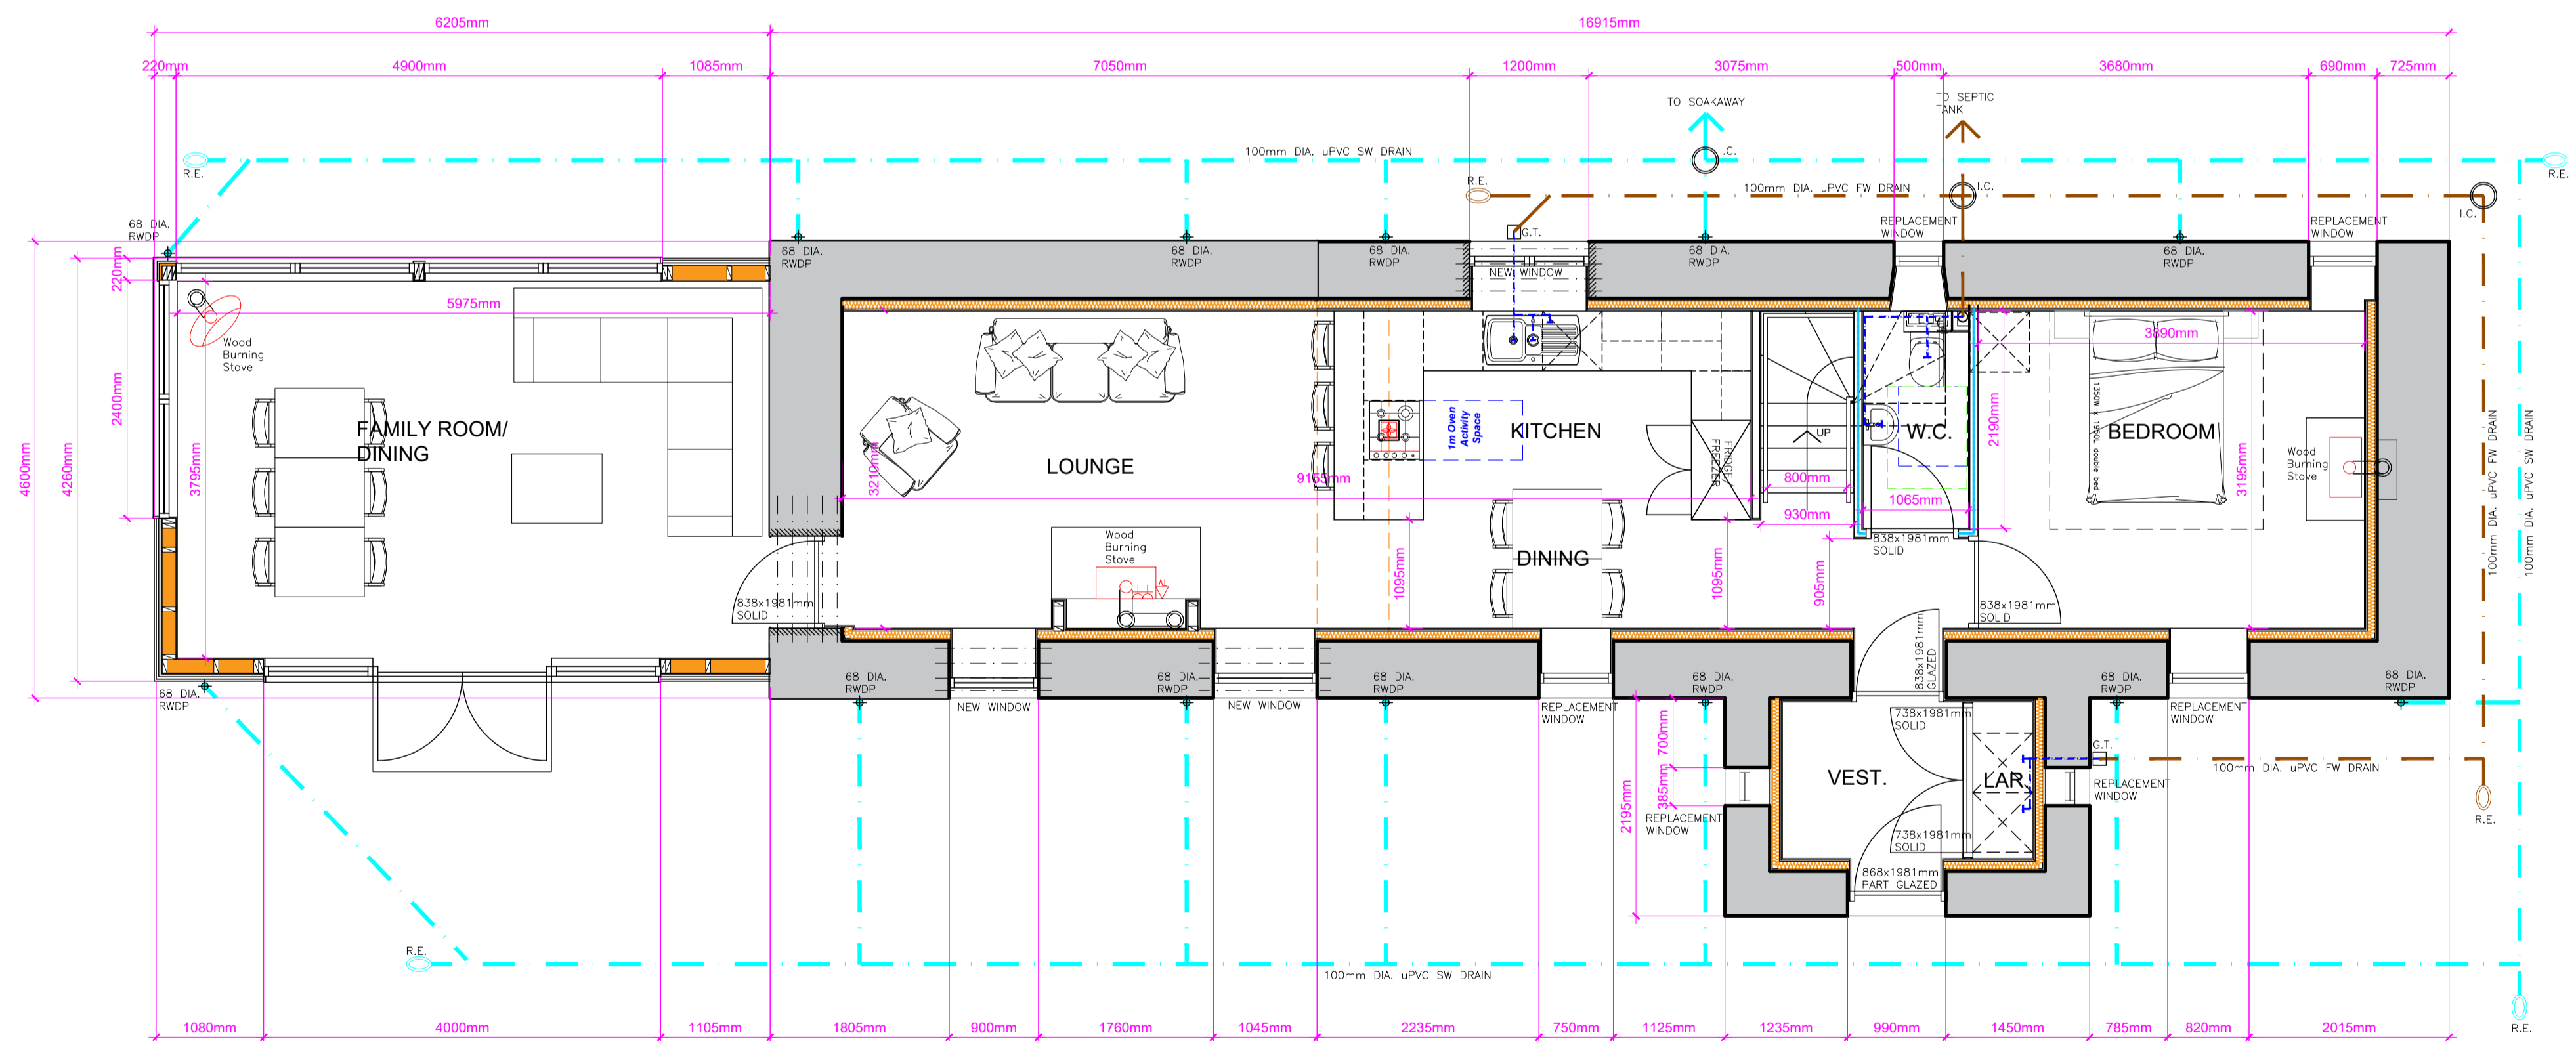 6205mm
16915mm
220mm
4900mm
1085mm
7050mm
1200mm
3075mm
500mm
3680mm
690mm
725mm
TO SOAKAWAY
TO SEPTIC
TANK
100mm DIA. uPVC SW DRAIN
I.C.
R.E.
R.E.
R.E.
100mm DIA. uPVC FW DRAIN
I.C.
I.C.
68 DIA.
RWDP
REPLACEMENT
WINDOW
REPLACEMENT
WINDOW
G.T.
68 DIA.
RWDP
68 DIA.
RWDP
68 DIA.
RWDP
68 DIA.
RWDP
68 DIA.
RWDP
NEW WINDOW
220mm
5975mm
Wood
Burning
Stove
3890mm
2400mm
4600mm
4260mm
3795mm
FAMILY ROOM/
DINING
3210mm
LOUNGE
1m Oven
Activity
Space
KITCHEN
FRIDGE/
FREEZER
UP
W.C.
2190mm
1350W x 1950L double bed
BEDROOM
3195mm
Wood
Burning
Stove
100mm DIA. uPVC FW DRAIN
100mm DIA. uPVC SW DRAIN
9155mm
800mm
1065mm
930mm
Wood
Burning
Stove
DINING
1095mm
1095mm
905mm
838x1981mm
SOLID
838x1981mm
SOLID
838x1981mm
SOLID
838x1981mm
GLAZED
68 DIA.
RWDP
68 DIA.
RWDP
68 DIA.
RWDP
68 DIA.
RWDP
68 DIA.
RWDP
68 DIA.
RWDP
68 DIA.
RWDP
NEW WINDOW
NEW WINDOW
REPLACEMENT
WINDOW
REPLACEMENT
WINDOW
738x1981mm
SOLID
700mm
385mm
2195mm
G.T.
VEST.
LAR.
REPLACEMENT
WINDOW
100mm DIA. uPVC FW DRAIN
REPLACEMENT
WINDOW
R.E.
738x1981mm
SOLID
868x1981mm
PART GLAZED
R.E.
100mm DIA. uPVC SW DRAIN
R.E.
1080mm
4000mm
1105mm
1805mm
900mm
1760mm
1045mm
2235mm
750mm
1125mm
1235mm
990mm
1450mm
785mm
820mm
2015mm